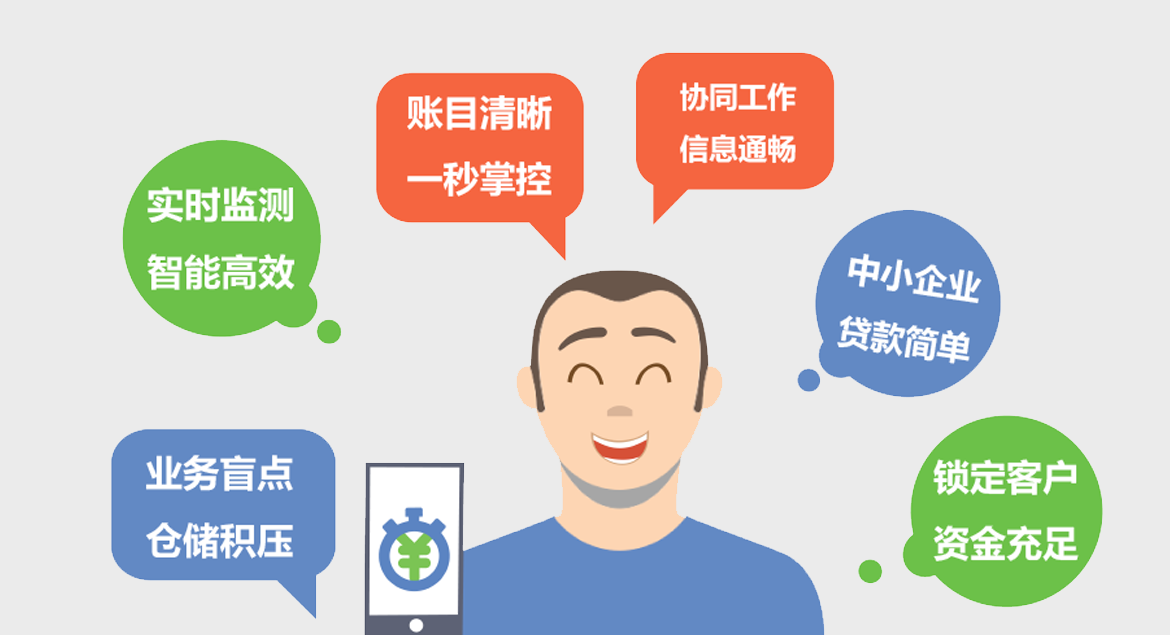 账目清晰
一秒掌控
协同工作
信息通畅
实时监测
智能高效
中小企业
贷款简单
业务盲点
仓储积压
锁定客户
资金充足